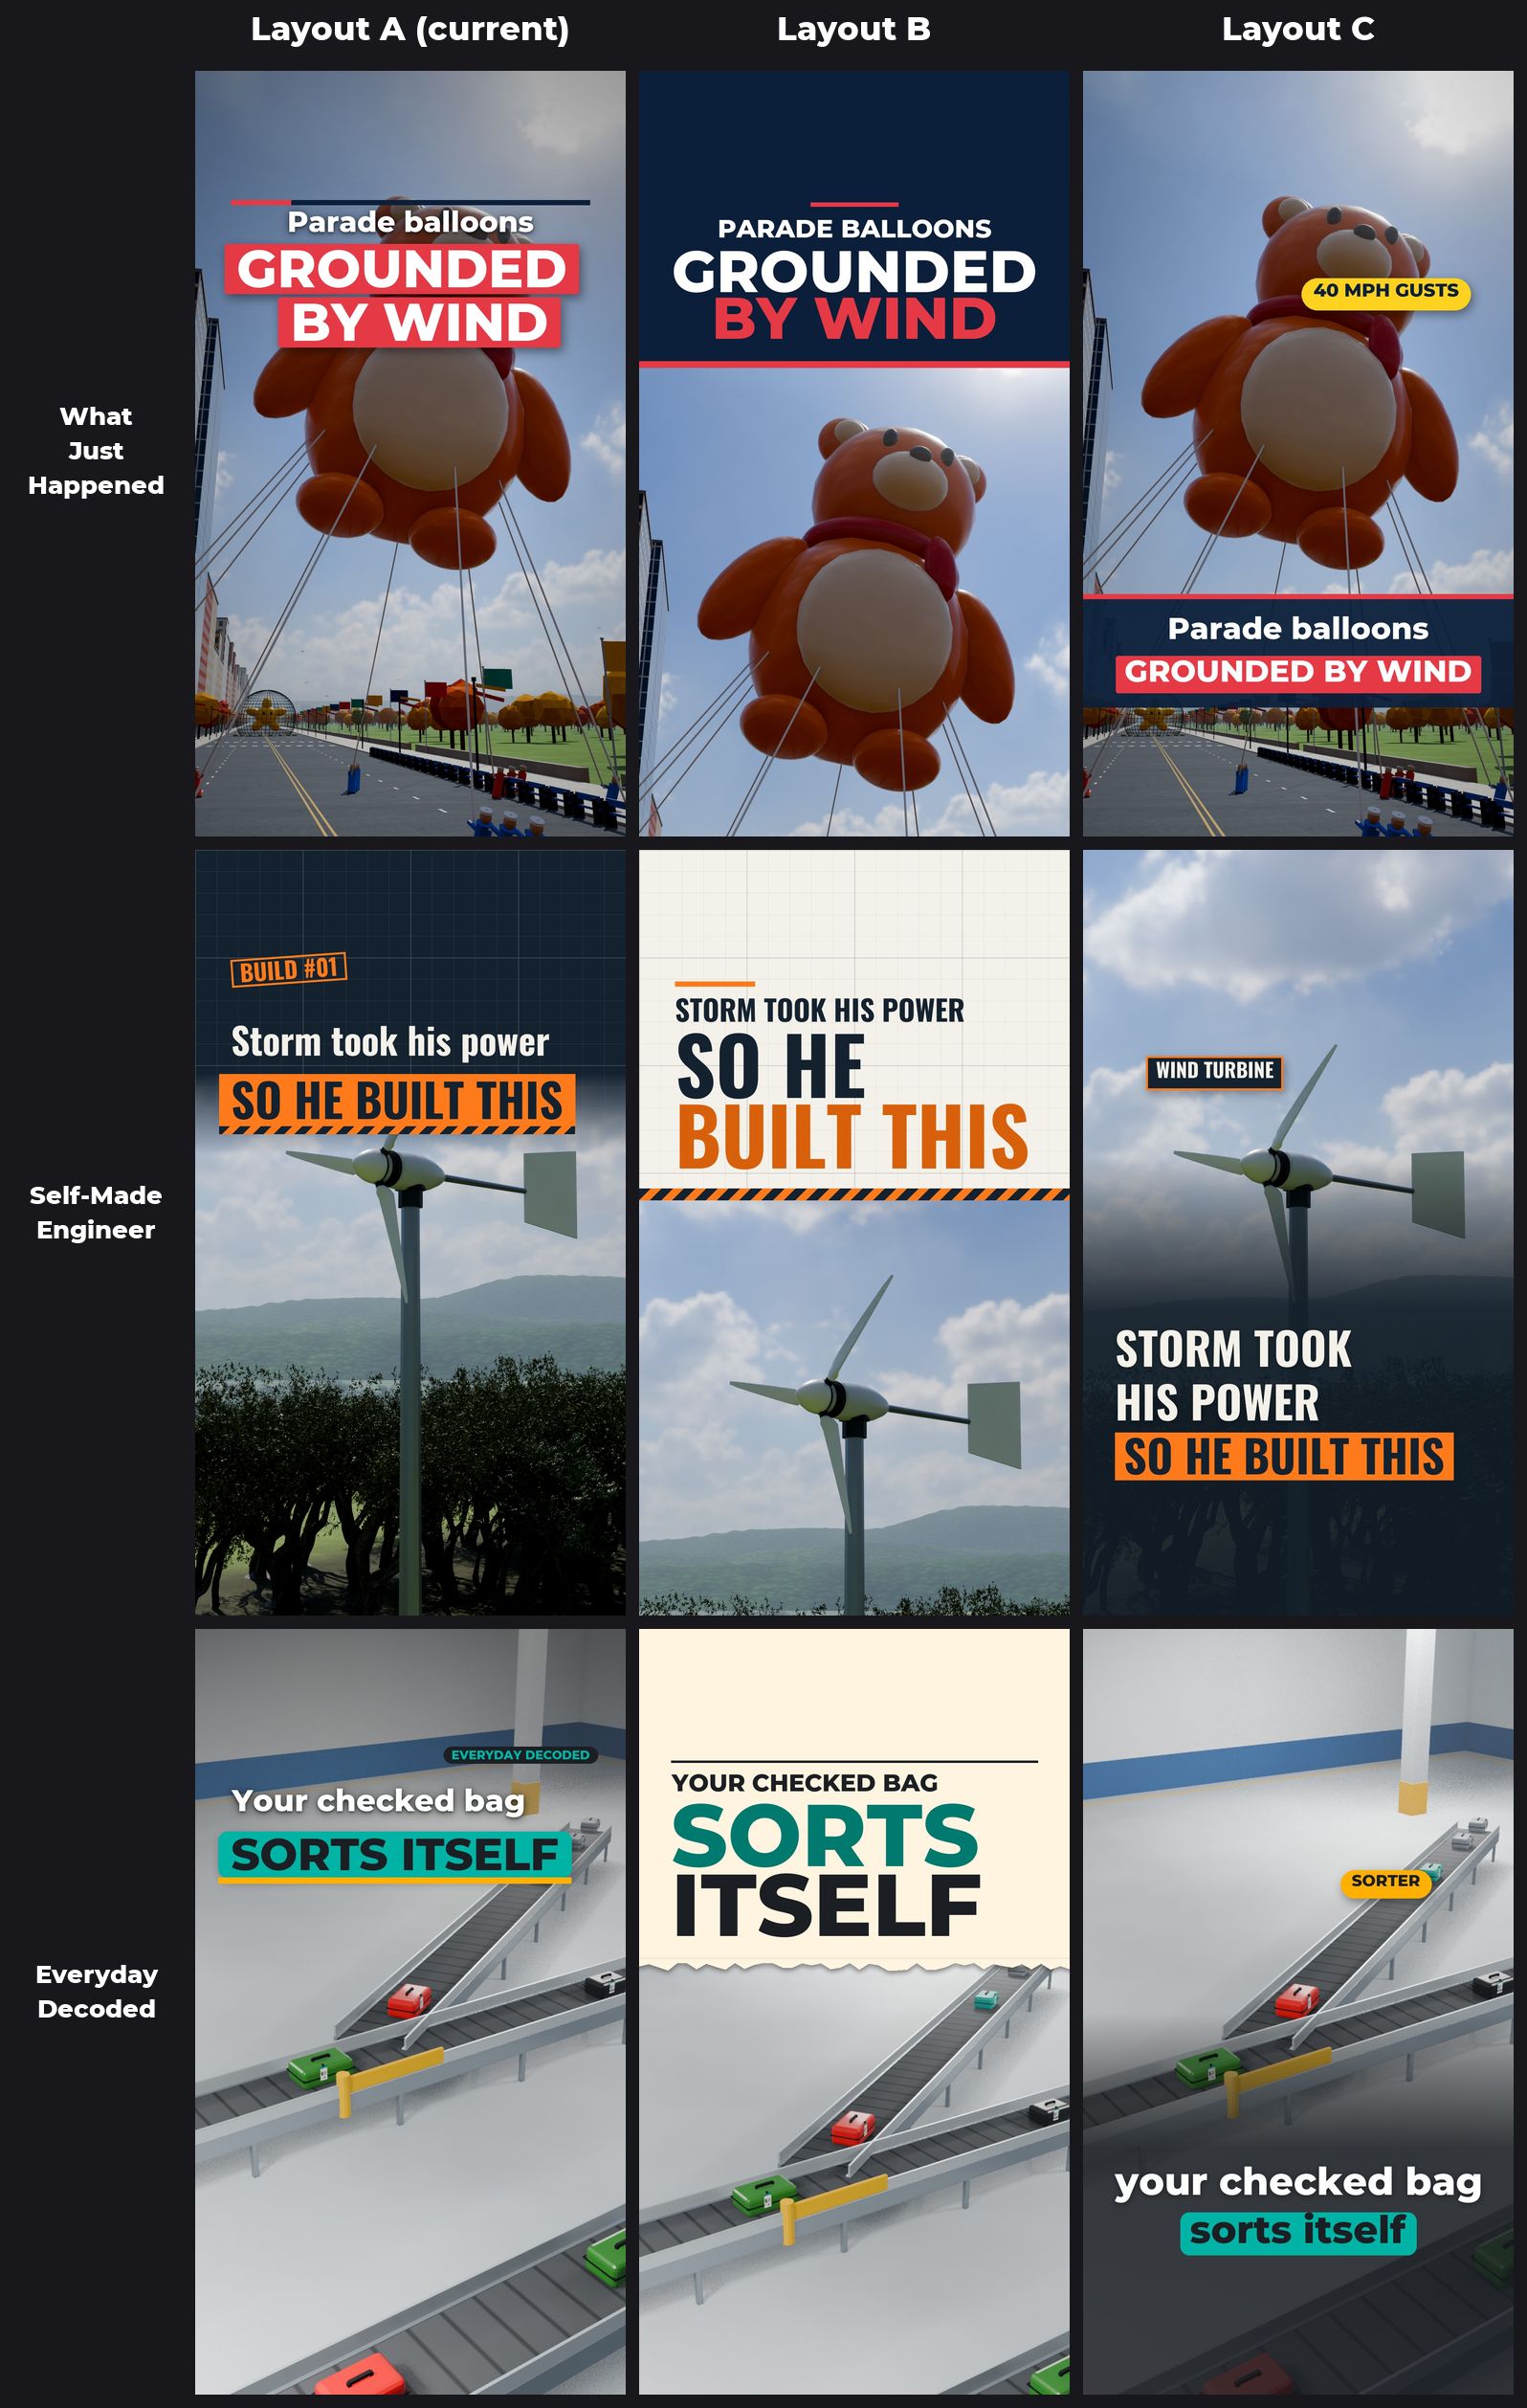 Layout A (current)
Layout B
Layout C
What
Just
Happened
Parade balloons
GROUNDED
BY WIND
PARADE BALLOONS
GROUNDED
BY WIND
40 MPH GUSTS
Parade balloons
GROUNDED BY WIND
Self-Made
Engineer
BUILD #01
Storm took his power
SO HE BUILT THIS
STORM TOOK HIS POWER
SO HE
BUILT THIS
WIND TURBINE
STORM TOOK
HIS POWER
SO HE BUILT THIS
Everyday
Decoded
EVERYDAY DECODED
Your checked bag
SORTS ITSELF
YOUR CHECKED BAG
SORTS
ITSELF
SORTER
your checked bag
sorts itself